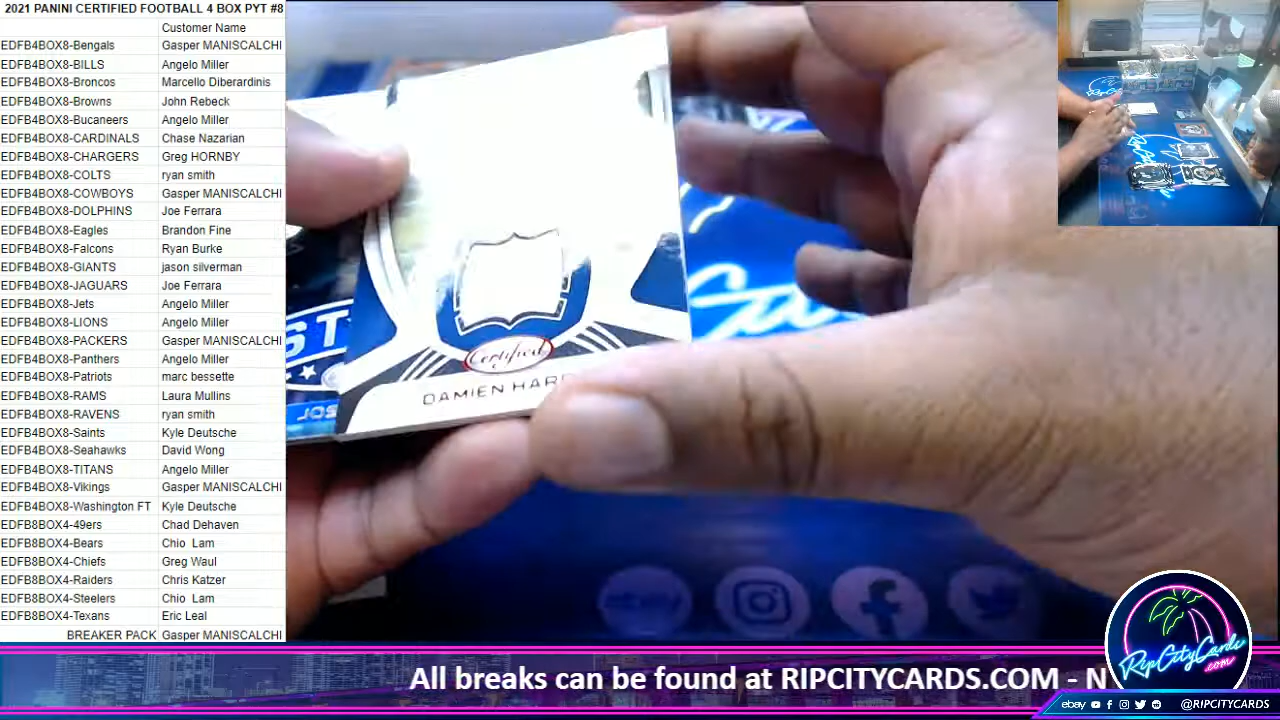 2021 PANINI CERTIFIED FOOTBALL 4 BOX PYT #8
Customer Name
EDFB4BOX8-Bengals Gasper MANISCALCHI
EDFB4BOX8-BILLS Angelo Miller
EDFB4BOX8-Broncos Marcello Diberardinis
EDFB4BOX8-Browns John Rebeck
EDFB4BOX8-Bucaneers Angelo Miller
EDFB4BOX8-CARDINALS Chase Nazarian
EDFB4BOX8-CHARGERS Greg HORNBY
EDFB4BOX8-COLTS ryan smith
EDFB4BOX8-COWBOYS Gasper MANISCALCHI
EDFB4BOX8-DOLPHINS Joe Ferrara
EDFB4BOX8-Eagles Brandon Fine
EDFB4BOX8-Falcons Ryan Burke
EDFB4BOX8-GIANTS jason silverman
EDFB4BOX8-JAGUARS Joe Ferrara
EDFB4BOX8-Jets Angelo Miller
EDFB4BOX8-LIONS Angelo Miller
EDFB4BOX8-PACKERS Gasper MANISCALCHI
EDFB4BOX8-Panthers Angelo Miller
EDFB4BOX8-Patriots marc bessette
EDFB4BOX8-RAMS Laura Mullins
EDFB4BOX8-RAVENS ryan smith
EDFB4BOX8-Saints Kyle Deutsche
EDFB4BOX8-Seahawks David Wong
EDFB4BOX8-TITANS Angelo Miller
EDFB4BOX8-Vikings Gasper MANISCALCHI
EDFB4BOX8-Washington FT Kyle Deutsche
EDFB8BOX4-49ers Chad Dehaven
EDFB8BOX4-Bears Chio Lam
EDFB8BOX4-Chiefs Greg Waul
EDFB8BOX4-Raiders Chris Katzer
EDFB8BOX4-Steelers Chio Lam
EDFB8BOX4-Texans Eric Leal
BREAKER PACK Gasper MANISCALCHI
Certified
DAMIEN HAR
ST
All breaks can be found at RIPCITYCARDS.COM - N
RipCityCards
.com
ebay @RIPCITYCARDS